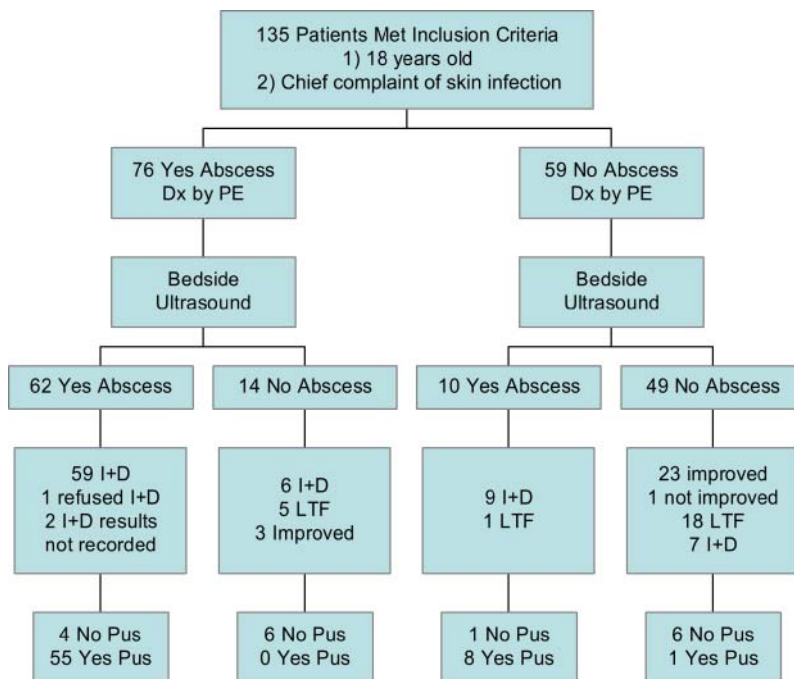 135 Patients Met Inclusion Criteria
1) 18 years old
2) Chief complaint of skin infection
76 Yes Abscess
Dx by PE
59 No Abscess
Dx by PE
Bedside
Ultrasound
Bedside
Ultrasound
62 Yes Abscess
14 No Abscess
10 Yes Abscess
49 No Abscess
59 I+D
1 refused I+D
2 I+D results
not recorded
6 I+D
5 LTF
3 Improved
9 I+D
1 LTF
23 improved
1 not improved
18 LTF
7 I+D
4 No Pus
55 Yes Pus
6 No Pus
0 Yes Pus
1 No Pus
8 Yes Pus
6 No Pus
1 Yes Pus